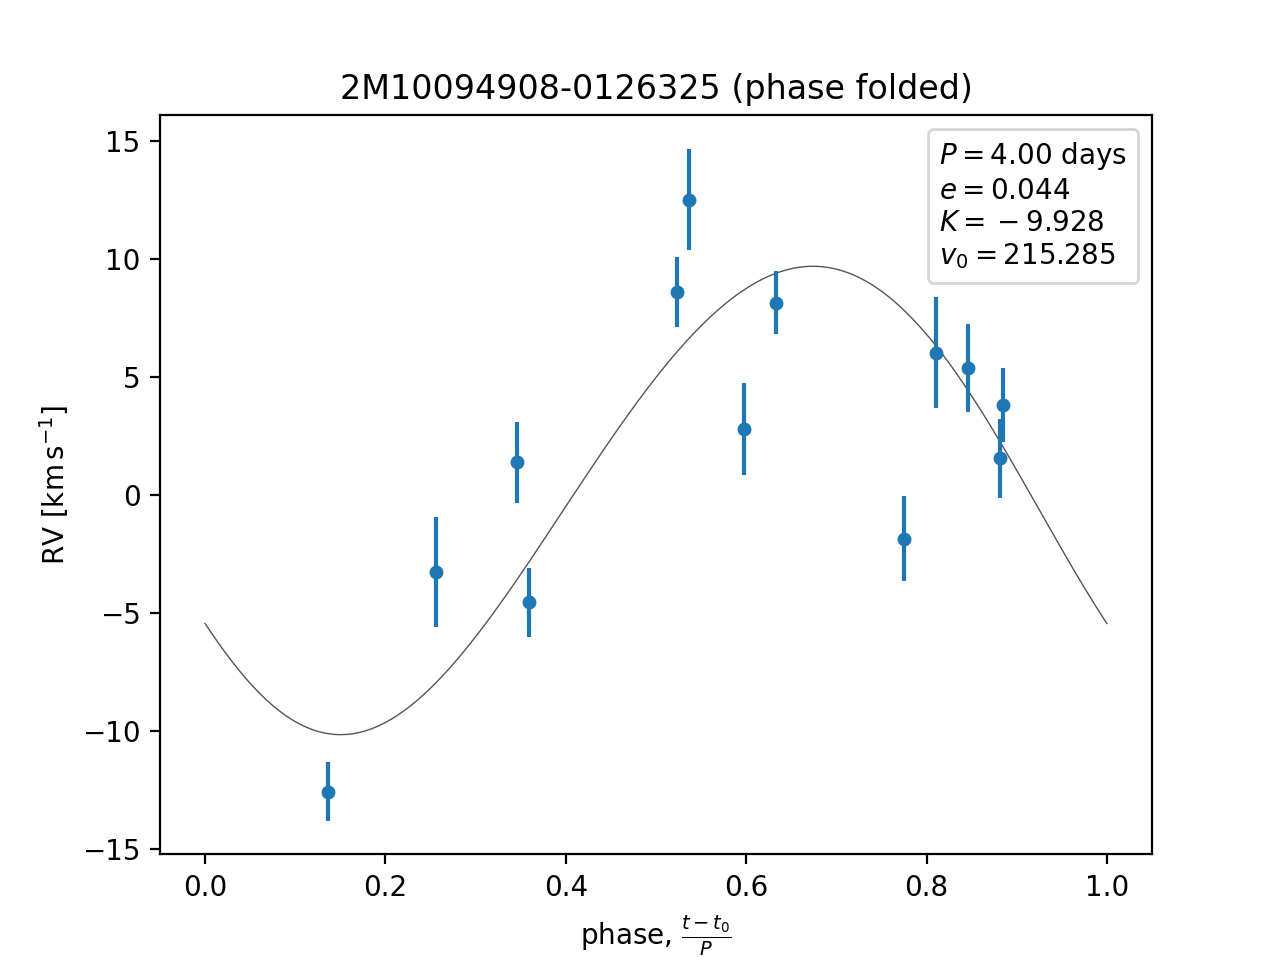 2M10094908-0126325 (phase folded)
P = 4.00 days
e = 0.044
K = −9.928
v₀ = 215.285
RV [km s⁻¹]
15
10
5
0
−5
−10
−15
0.0 0.2 0.4 0.6 0.8 1.0
phase, (t − t₀)/P